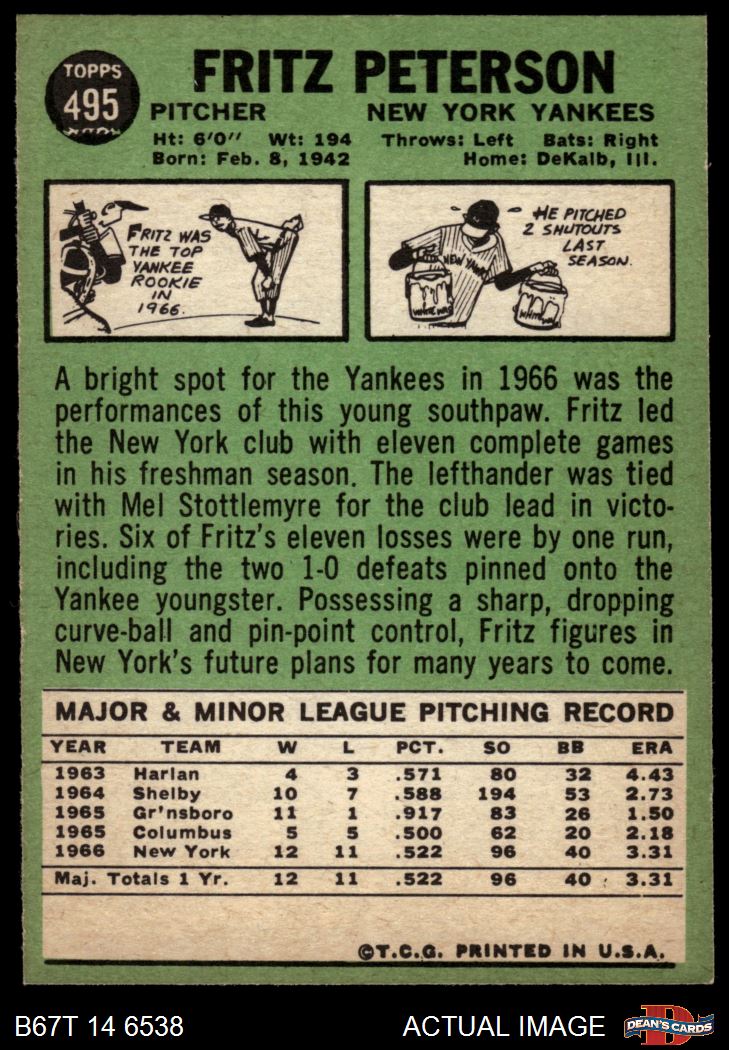 TOPPS
495
FRITZ PETERSON
PITCHER NEW YORK YANKEES
Ht: 6'0" Wt: 194 Throws: Left Bats: Right
Born: Feb. 8, 1942 Home: DeKalb, Ill.
FRITZ WAS
THE TOP
YANKEE
ROOKIE
IN
1966.
HE PITCHED
2 SHUTOUTS
LAST
SEASON.
NEW YORK
WHITEWASH
WHITEWASH
A bright spot for the Yankees in 1966 was the
performances of this young southpaw. Fritz led
the New York club with eleven complete games
in his freshman season. The lefthander was tied
with Mel Stottlemyre for the club lead in victo-
ries. Six of Fritz's eleven losses were by one run,
including the two 1-0 defeats pinned onto the
Yankee youngster. Possessing a sharp, dropping
curve-ball and pin-point control, Fritz figures in
New York's future plans for many years to come.
MAJOR & MINOR LEAGUE PITCHING RECORD
YEAR TEAM W L PCT. SO BB ERA
1963 Harlan 4 3 .571 80 32 4.43
1964 Shelby 10 7 .588 194 53 2.73
1965 Gr'nsboro 11 1 .917 83 26 1.50
1965 Columbus 5 5 .500 62 20 2.18
1966 New York 12 11 .522 96 40 3.31
Maj. Totals 1 Yr. 12 11 .522 96 40 3.31
©T.C.G. PRINTED IN U.S.A.
B67T 14 6538 ACTUAL IMAGE
DEAN'S CARDS